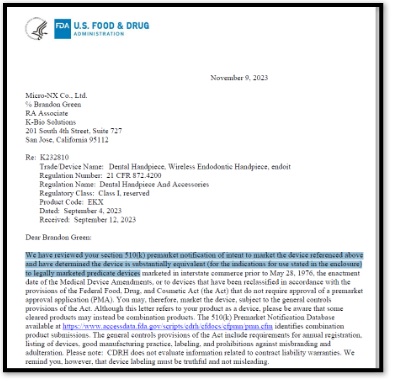 FDA U.S. FOOD & DRUG
ADMINISTRATION
November 9, 2023
Micro-NX Co., Ltd.
% Brandon Green
RA Associate
K-Bio Solutions
201 South 4th Street, Suite 727
San Jose, California 95112
Re: K232810
Trade/Device Name: Dental Handpiece, Wireless Endodontic Handpiece, endoit
Regulation Number: 21 CFR 872.4200
Regulation Name: Dental Handpiece And Accessories
Regulatory Class: Class I, reserved
Product Code: EKX
Dated: September 4, 2023
Received: September 12, 2023
Dear Brandon Green:
We have reviewed your section 510(k) premarket notification of intent to market the device referenced above
and have determined the device is substantially equivalent (for the indications for use stated in the enclosure)
to legally marketed predicate devices marketed in interstate commerce prior to May 28, 1976, the enactment
date of the Medical Device Amendments, or to devices that have been reclassified in accordance with the
provisions of the Federal Food, Drug, and Cosmetic Act (the Act) that do not require approval of a premarket
approval application (PMA). You may, therefore, market the device, subject to the general controls
provisions of the Act. Although this letter refers to your product as a device, please be aware that some
cleared products may instead be combination products. The 510(k) Premarket Notification Database
available at https://www.accessdata.fda.gov/scripts/cdrh/cfdocs/cfpmn/pmn.cfm identifies combination
product submissions. The general controls provisions of the Act include requirements for annual registration,
listing of devices, good manufacturing practice, labeling, and prohibitions against misbranding and
adulteration. Please note: CDRH does not evaluate information related to contract liability warranties. We
remind you, however, that device labeling must be truthful and not misleading.